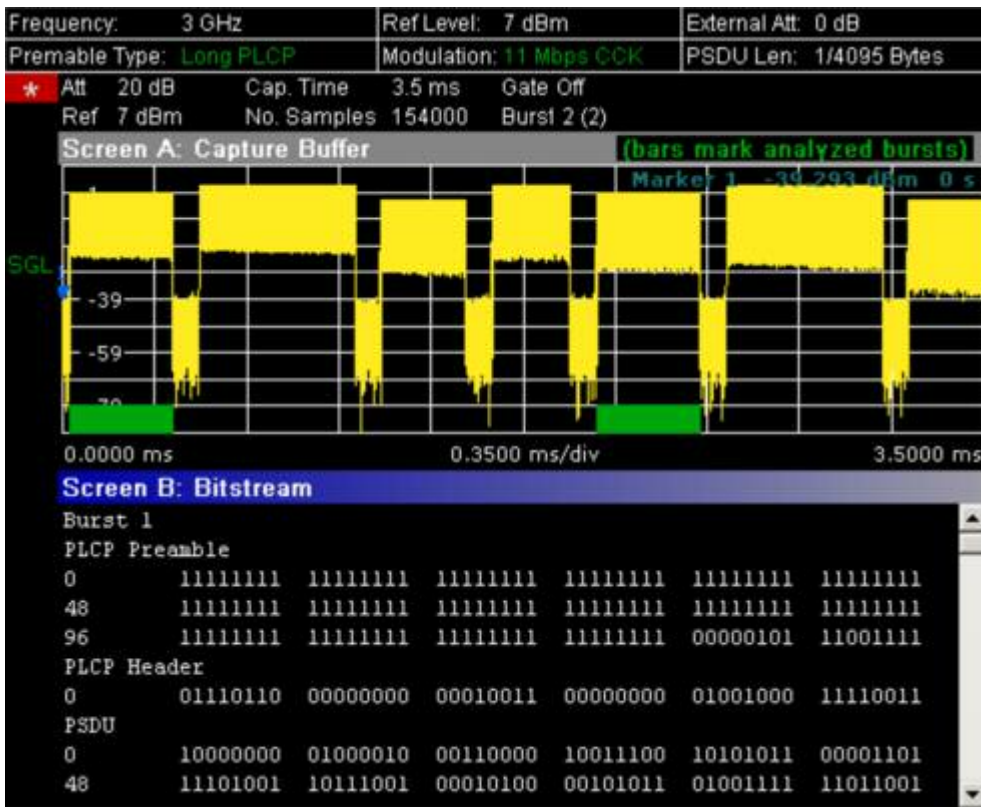 Frequency: 3 GHz Ref Level: 7 dBm External Att: 0 dB
Premable Type: Long PLCP Modulation: 11 Mbps CCK PSDU Len: 1/4095 Bytes
* Att 20 dB Cap. Time 3.5 ms Gate Off
Ref 7 dBm No. Samples 154000 Burst 2 (2)
Screen A: Capture Buffer (bars mark analyzed bursts)
Marker 1 -39.293 dBm 0 s
SGL
1
-39
-59
0.0000 ms 0.3500 ms/div 3.5000 ms
Screen B: Bitstream
Burst 1
PLCP Preamble
0 11111111 11111111 11111111 11111111 11111111 11111111
48 11111111 11111111 11111111 11111111 11111111 11111111
96 11111111 11111111 11111111 11111111 00000101 11001111
PLCP Header
0 01110110 00000000 00010011 00000000 01001000 11110011
PSDU
0 10000000 01000010 00110000 10011100 10101011 00001101
48 11101001 10111001 00010100 00101011 01001111 11011001